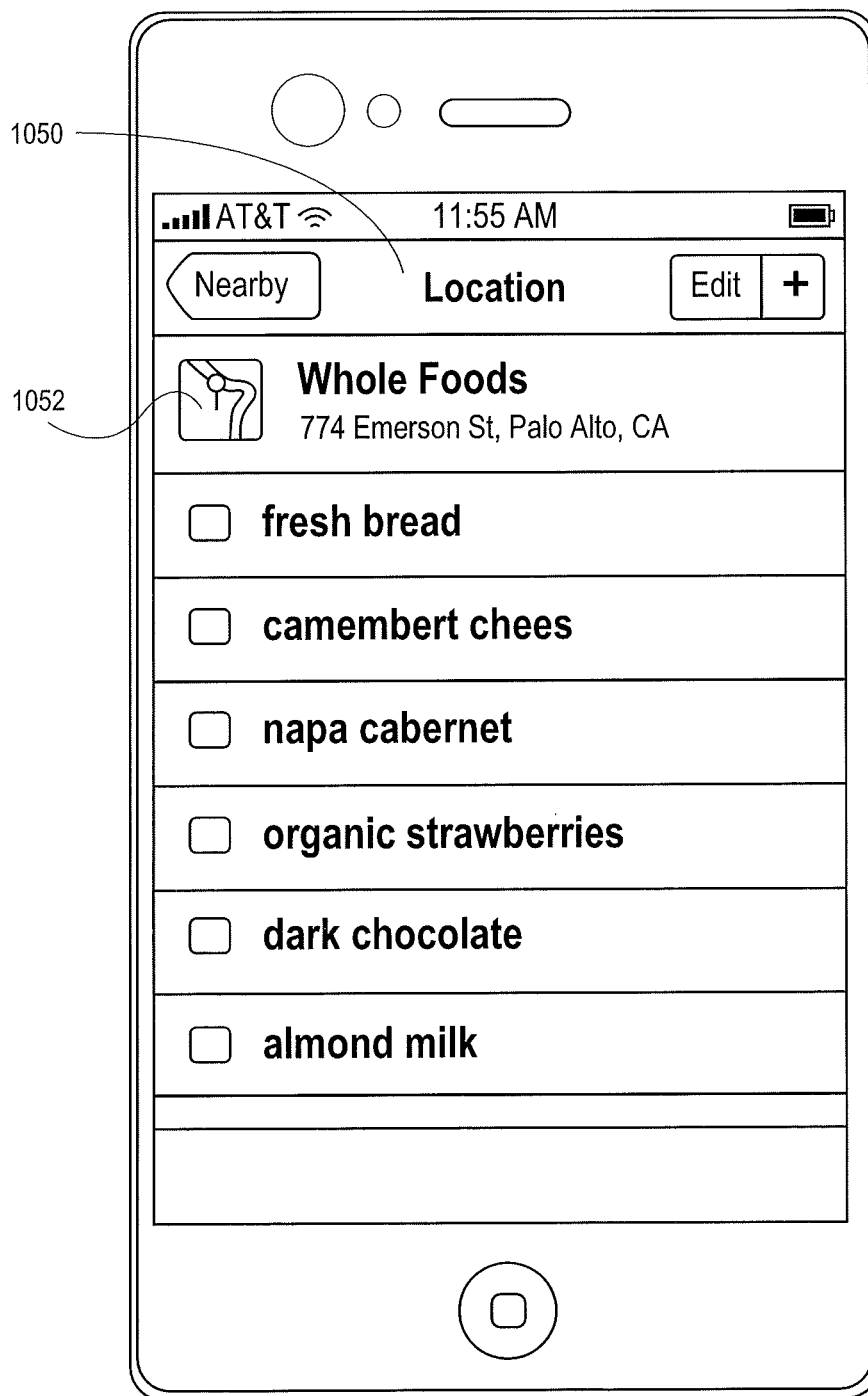 1050
AT&T 11:55 AM
Nearby Location Edit +
1052
Whole Foods
774 Emerson St, Palo Alto, CA
fresh bread
camembert chees
napa cabernet
organic strawberries
dark chocolate
almond milk